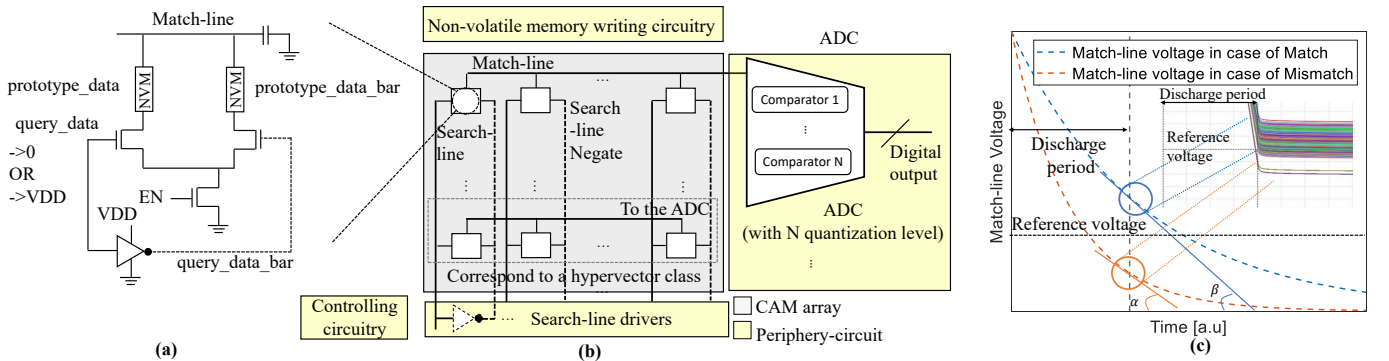 (a)
Match-line
prototype_data
NVM
NVM
prototype_data_bar
query_data
->0
OR
->VDD
EN
VDD
query_data_bar
Non-volatile memory writing circuitry
ADC
Match-line
...
Search-
line
Search
-line
Negate
...
Comparator 1
...
Comparator N
Digital
output
ADC
(with N quantization level)
...
...
...
...
To the ADC
...
Correspond to a hypervector class
...
Controlling
circuitry
...
Search-line drivers
CAM array
Periphery-circuit
(b)
Match-line voltage in case of Match
Match-line voltage in case of Mismatch
Discharge period
Reference
voltage
Discharge
period
Reference voltage
Match-line Voltage
α
β
Time [a.u]
(c)